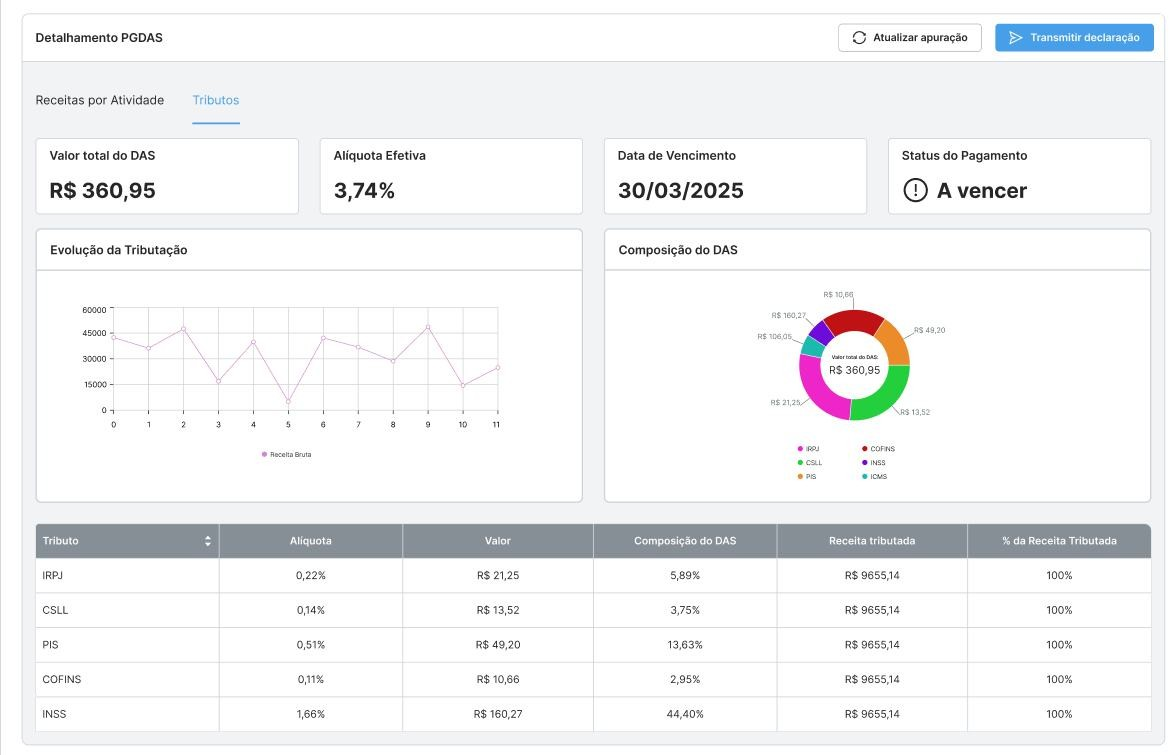 Detalhamento PGDAS
Atualizar apuração
Transmitir declaração
Receitas por Atividade
Tributos
Valor total do DAS
R$ 360,95
Alíquota Efetiva
3,74%
Data de Vencimento
30/03/2025
Status do Pagamento
A vencer
Evolução da Tributação
60000
45000
30000
15000
0
0 1 2 3 4 5 6 7 8 9 10 11
Receita Bruta
Composição do DAS
R$ 10,66
R$ 160,27
R$ 49,20
R$ 106,05
Valor total do DAS:
R$ 360,95
R$ 21,25
R$ 13,52
IRPJ COFINS
CSLL INSS
PIS ICMS
Tributo Alíquota Valor Composição do DAS Receita tributada % da Receita Tributada
IRPJ 0,22% R$ 21,25 5,89% R$ 9655,14 100%
CSLL 0,14% R$ 13,52 3,75% R$ 9655,14 100%
PIS 0,51% R$ 49,20 13,63% R$ 9655,14 100%
COFINS 0,11% R$ 10,66 2,95% R$ 9655,14 100%
INSS 1,66% R$ 160,27 44,40% R$ 9655,14 100%